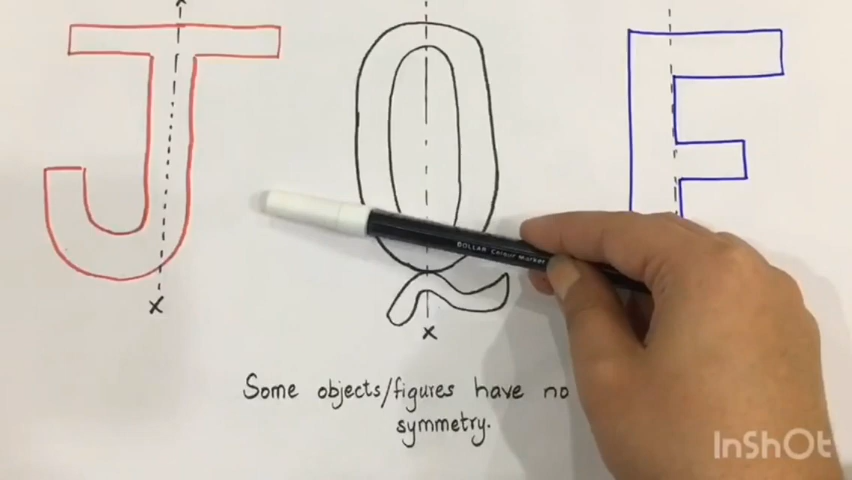 J Q F
x
x
DOLLAR Colour Marker
Some objects/figures have no
symmetry.
InShOt